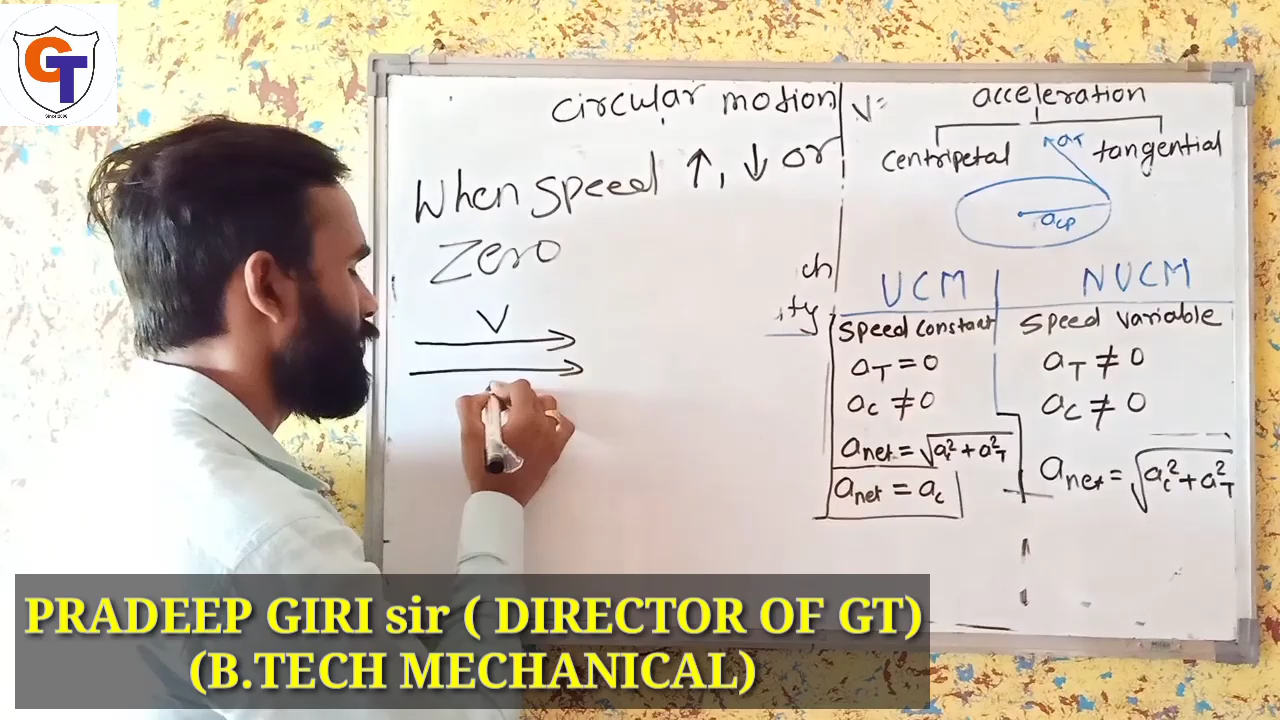 GT
circular motion
When speed ↑, ↓ or
Zero
V
V=
acceleration
centripetal tangential
aT
acp
ch
ity
UCM
speed constant
aT = 0
ac ≠ 0
anet = √ac² + aT²
anet = ac
NUCM
speed variable
aT ≠ 0
ac ≠ 0
anet = √ac² + aT²
PRADEEP GIRI sir ( DIRECTOR OF GT)
(B.TECH MECHANICAL)